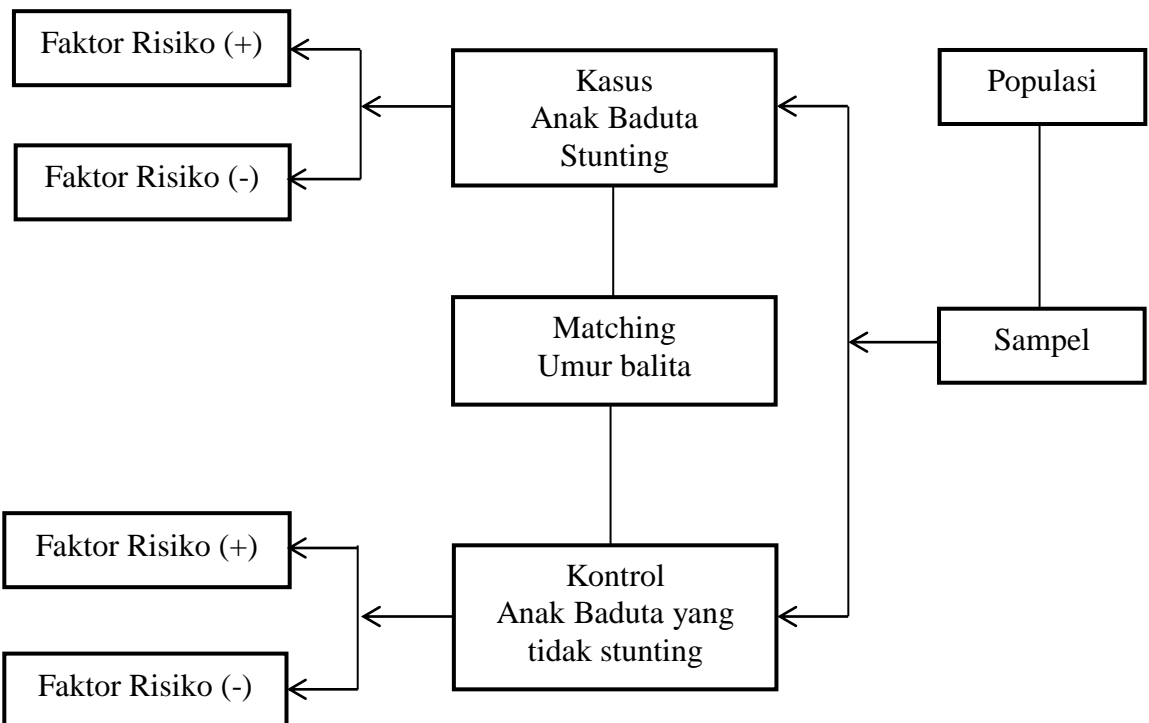 Faktor Risiko (+)
Faktor Risiko (-)
Kasus
Anak Baduta
Stunting
Populasi
Matching
Umur balita
Sampel
Faktor Risiko (+)
Faktor Risiko (-)
Kontrol
Anak Baduta yang
tidak stunting